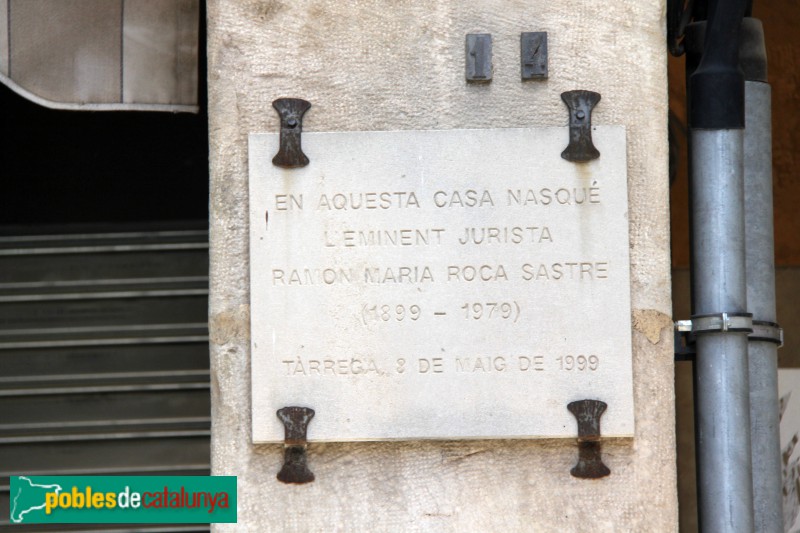 14
EN AQUESTA CASA NASQUÉ
L'EMINENT JURISTA
RAMON MARIA ROCA SASTRE
(1899 - 1979)
TÀRREGA, 8 DE MAIG DE 1999
poblesdecatalunya